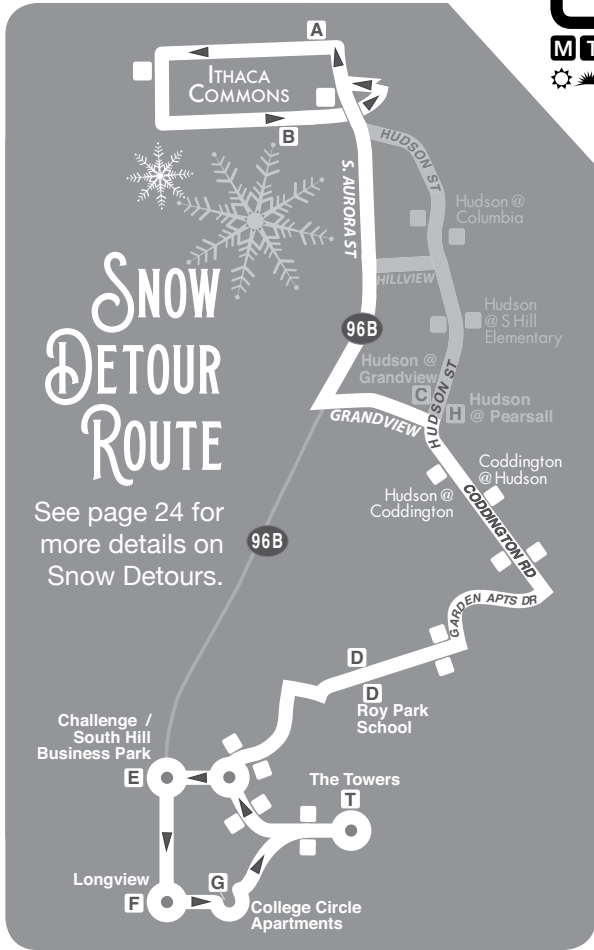 A
M T
ITHACA
COMMONS
B
HUDSON ST
S. AURORA ST
Hudson @
Columbia
HILLVIEW
Hudson
@ S Hill
Elementary
96B
Hudson @
Grandview
C
HUDSON ST
H
Hudson
@ Pearsall
GRANDVIEW
SNOW
DETOUR
ROUTE
Coddington
@ Hudson
Hudson @
Coddington
CODDINGTON RD
See page 24 for
more details on
Snow Detours.
96B
GARDEN APTS DR
D
D
Roy Park
School
Challenge /
South Hill
Business Park
E
The Towers
T
Longview
F
G
College Circle
Apartments